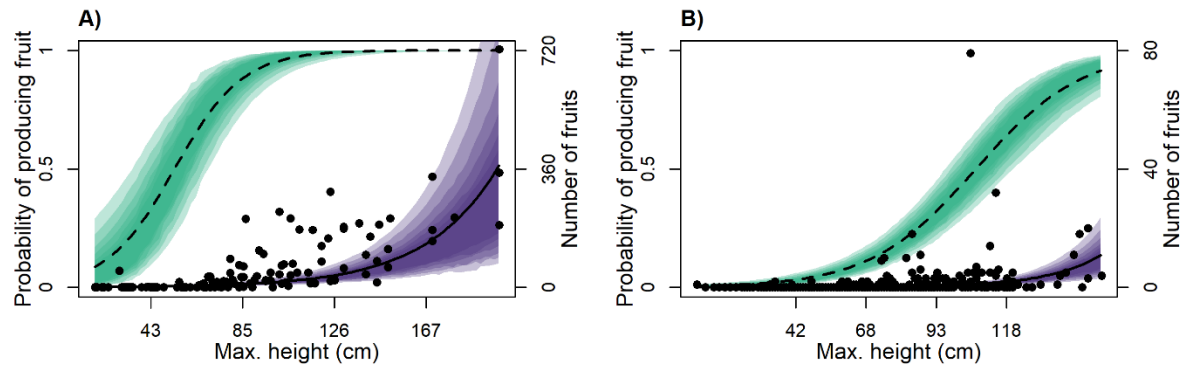 A)
Probability of producing fruit
1
0.5
0
720
360
0
Number of fruits
43
85
126
167
Max. height (cm)
B)
Probability of producing fruit
1
0.5
0
80
40
0
Number of fruits
42
68
93
118
Max. height (cm)